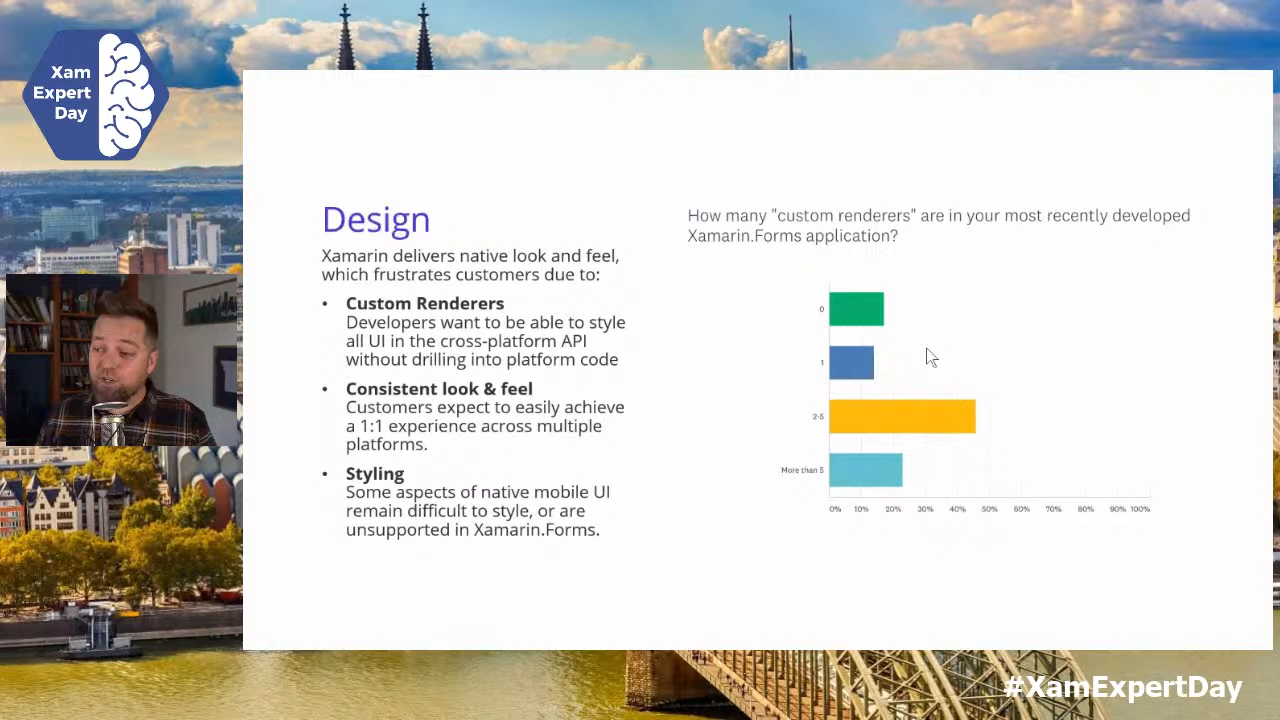 Xam
Expert
Day
Design
Xamarin delivers native look and feel,
which frustrates customers due to:
• Custom Renderers
Developers want to be able to style
all UI in the cross-platform API
without drilling into platform code
• Consistent look & feel
Customers expect to easily achieve
a 1:1 experience across multiple
platforms.
• Styling
Some aspects of native mobile UI
remain difficult to style, or are
unsupported in Xamarin.Forms.
How many "custom renderers" are in your most recently developed
Xamarin.Forms application?
0
1
2-5
More than 5
0% 10% 20% 30% 40% 50% 60% 70% 80% 90% 100%
#XamExpertDay